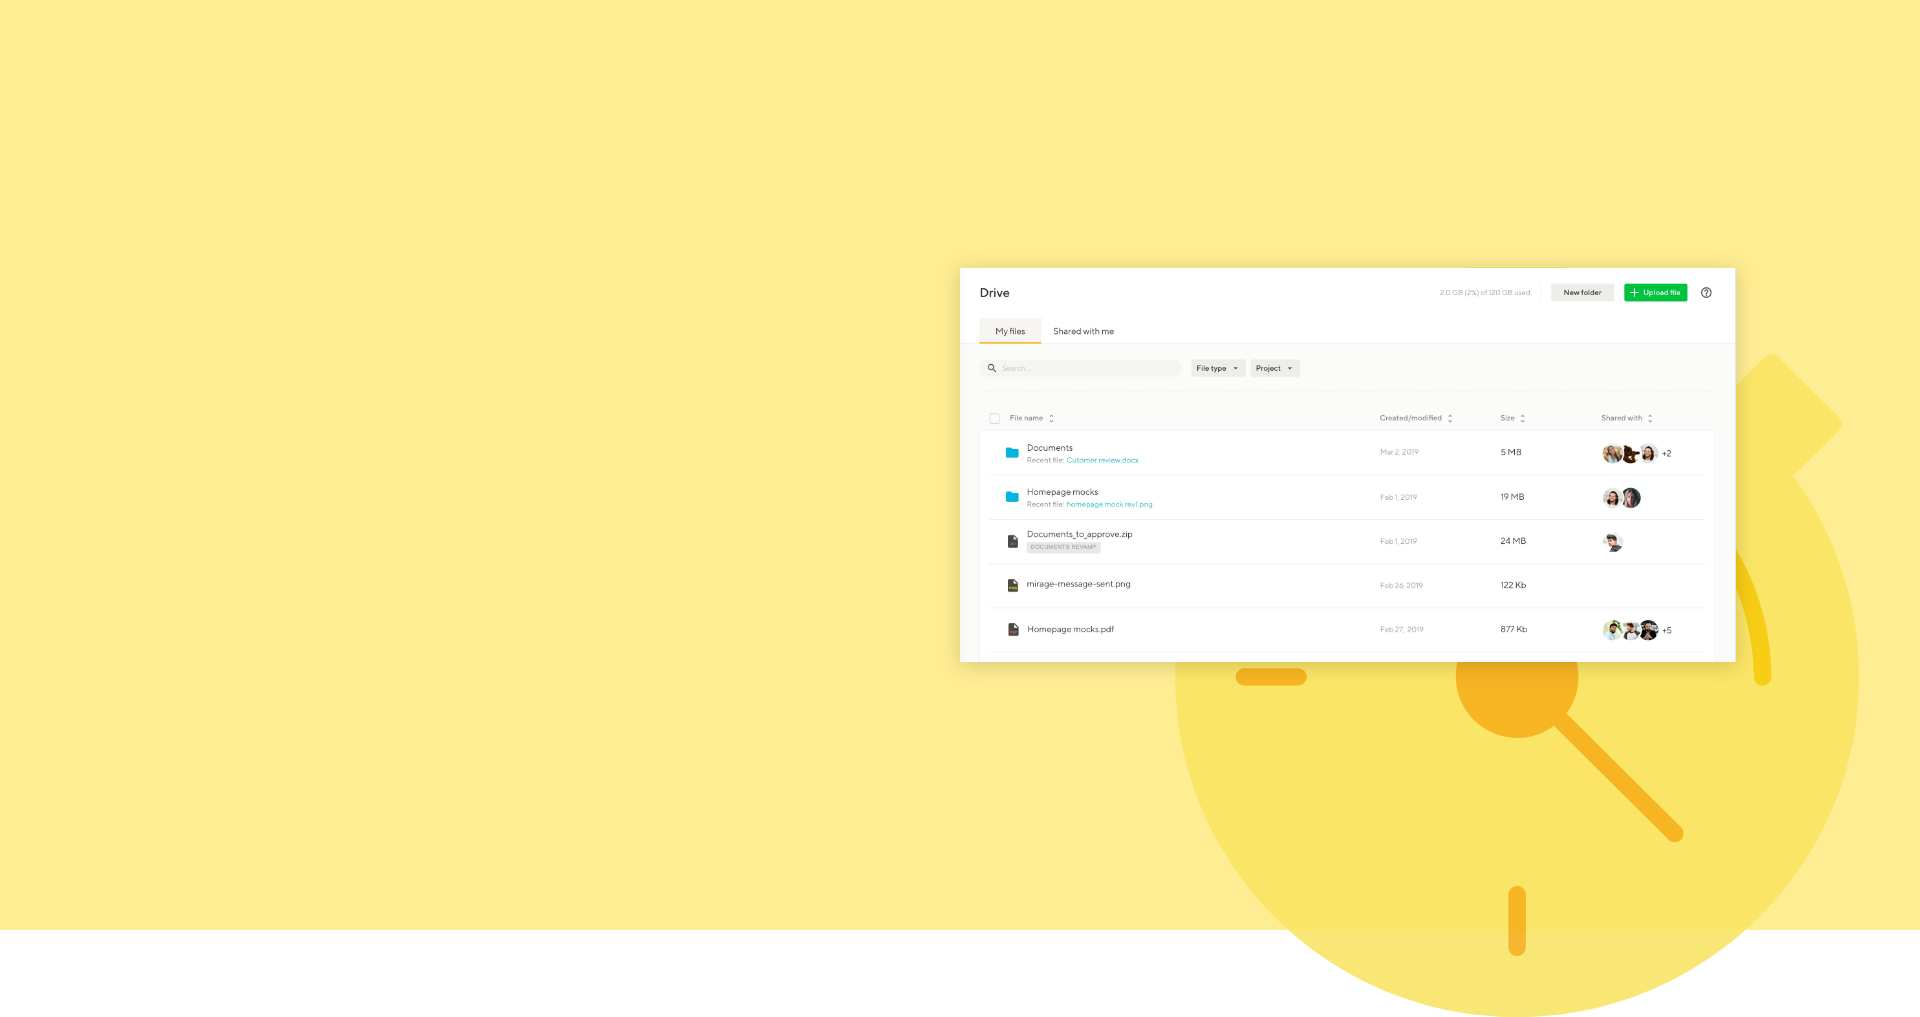 Drive
2.0 GB (2%) of 120 GB used
New folder
Upload file
My files
Shared with me
Search...
File type
Project
File name
Created/modified
Size
Shared with
Documents
Recent file: Cutomer review.docx
Mar 2, 2019
5 MB
+2
Homepage mocks
Recent file: homepage mock rev1.png
Feb 1, 2019
19 MB
Documents_to_approve.zip
DOCUMENTS REVAMP
Feb 1, 2019
24 MB
mirage-message-sent.png
Feb 26, 2019
122 Kb
Homepage mocks.pdf
Feb 27, 2019
877 Kb
+5